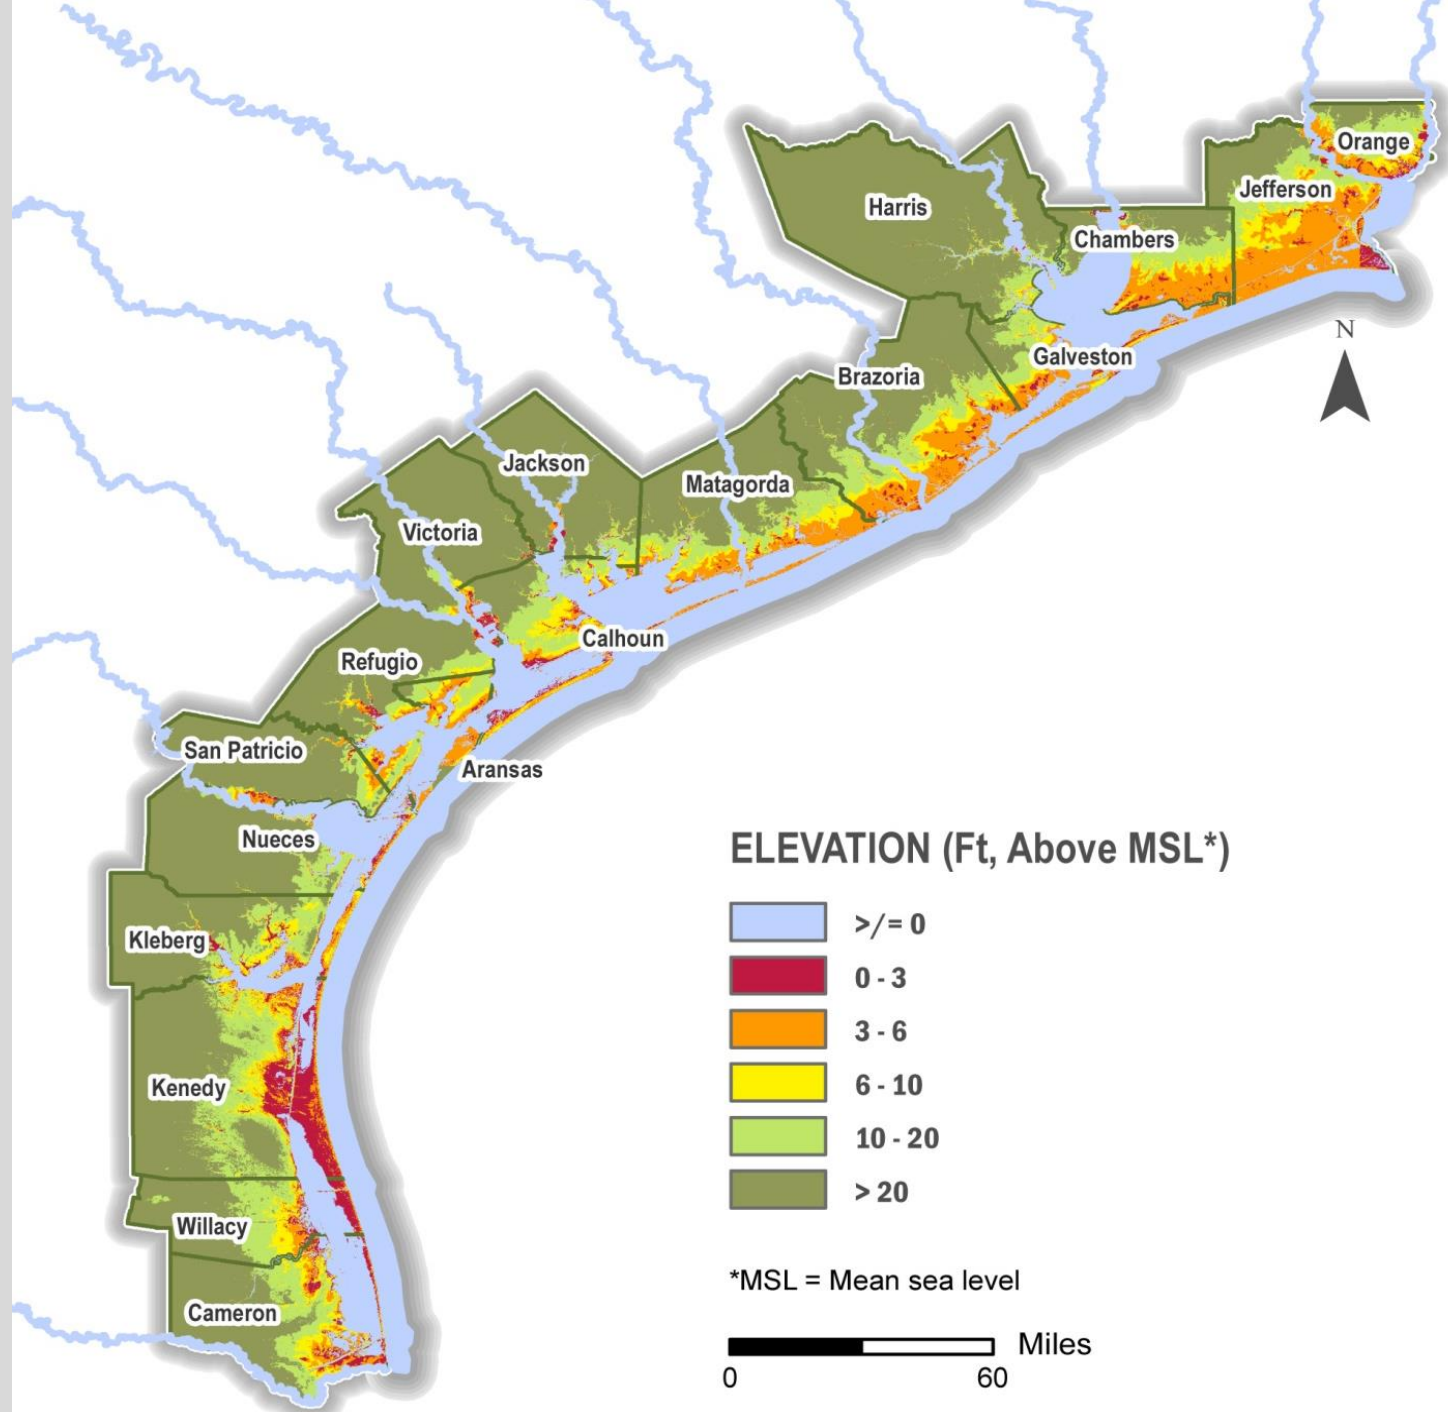 Orange
Jefferson
Harris
Chambers
N
Galveston
Brazoria
Jackson
Matagorda
Victoria
Calhoun
Refugio
San Patricio
Aransas
Nueces
Kleberg
Kenedy
Willacy
Cameron
ELEVATION (Ft, Above MSL*)
>/= 0
0 - 3
3 - 6
6 - 10
10 - 20
> 20
*MSL = Mean sea level
Miles
0 60